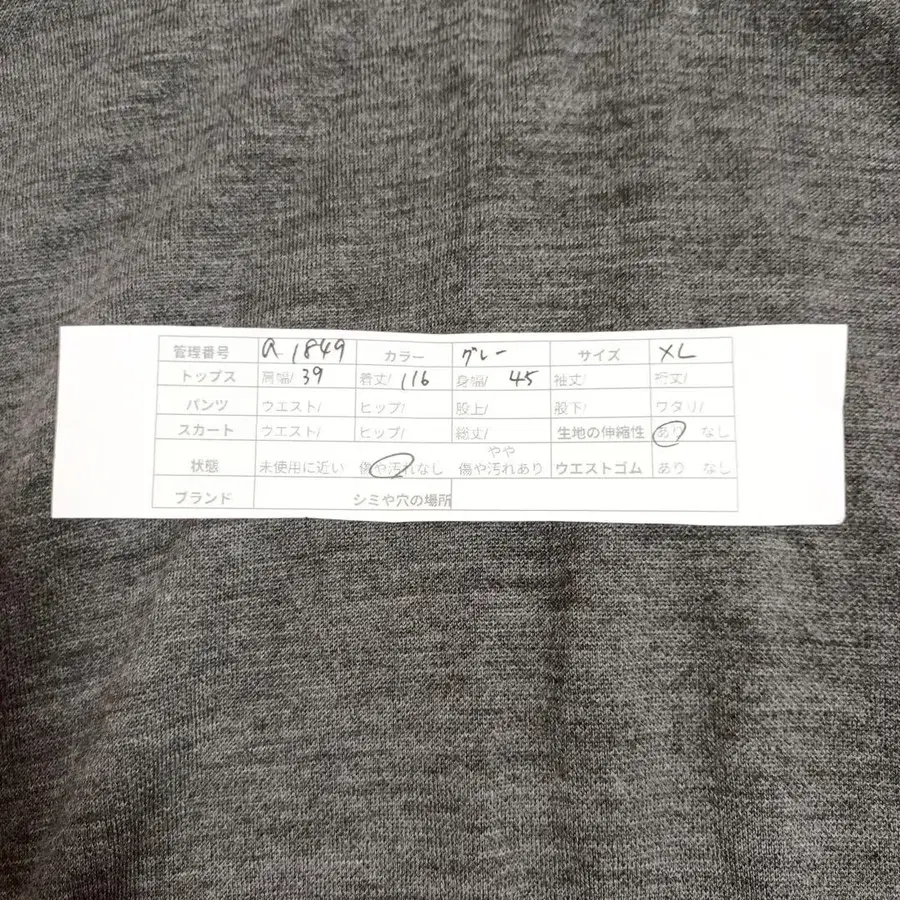 管理番号 a 1849 カラー グレー サイズ XL
トップス 肩幅/ 39 着丈/ 116 身幅/ 45 袖丈/ 裄丈/
パンツ ウエスト/ ヒップ/ 股上/ 股下/ ワタリ/
スカート ウエスト/ ヒップ/ 総丈/ 生地の伸縮性 あり なし
状態 未使用に近い 傷や汚れなし やや傷や汚れあり ウエストゴム あり なし
ブランド シミや穴の場所